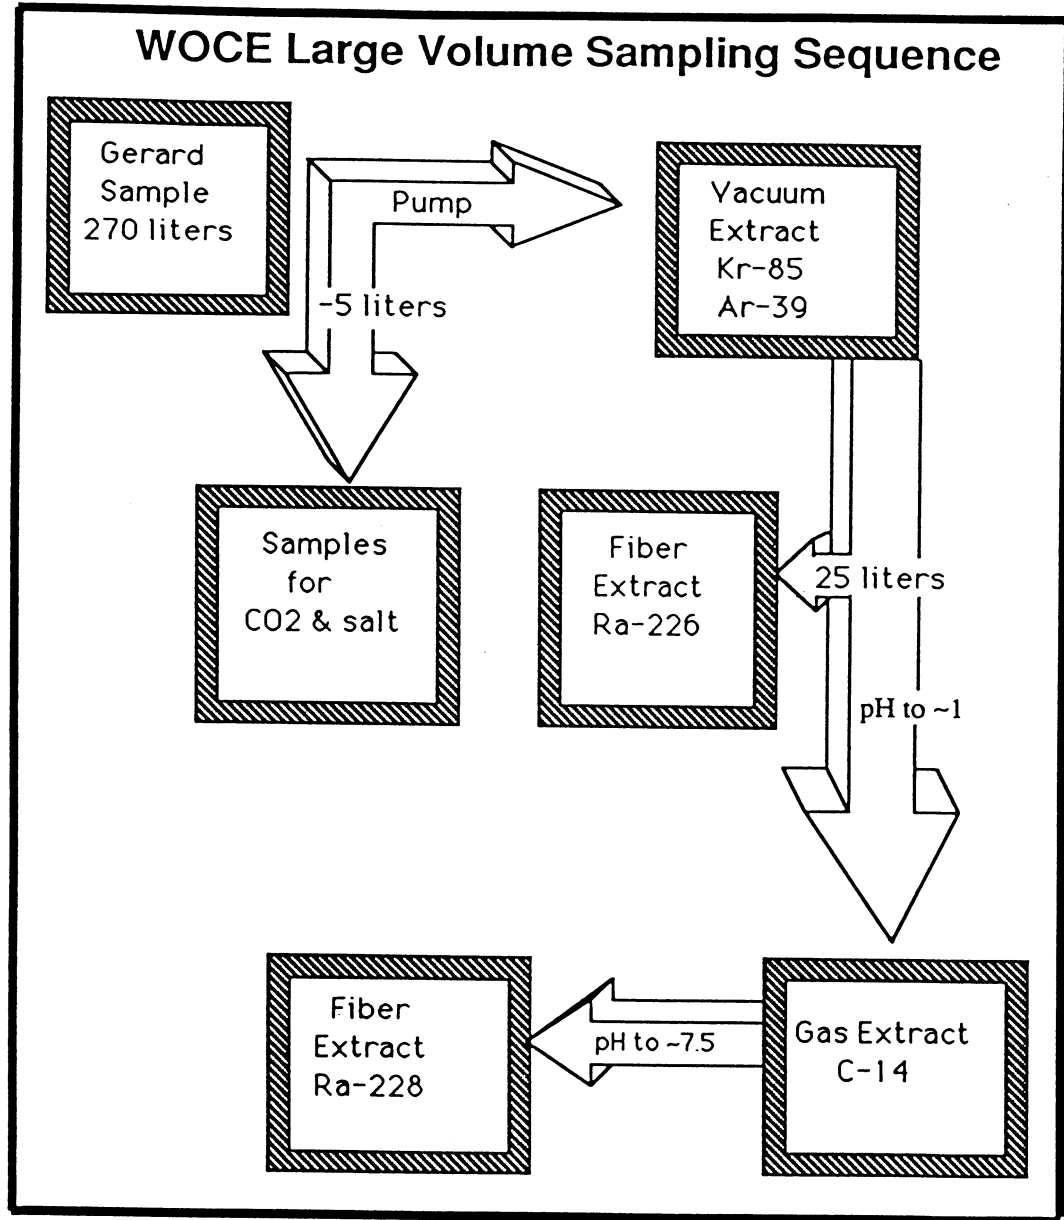 WOCE Large Volume Sampling Sequence
Gerard
Sample
270 liters
Pump
Vacuum
Extract
Kr-85
Ar-39
~5 liters
Samples
for
CO2 & salt
Fiber
Extract
Ra-226
25 liters
pH to ~1
Fiber
Extract
Ra-228
pH to ~7.5
Gas Extract
C-14